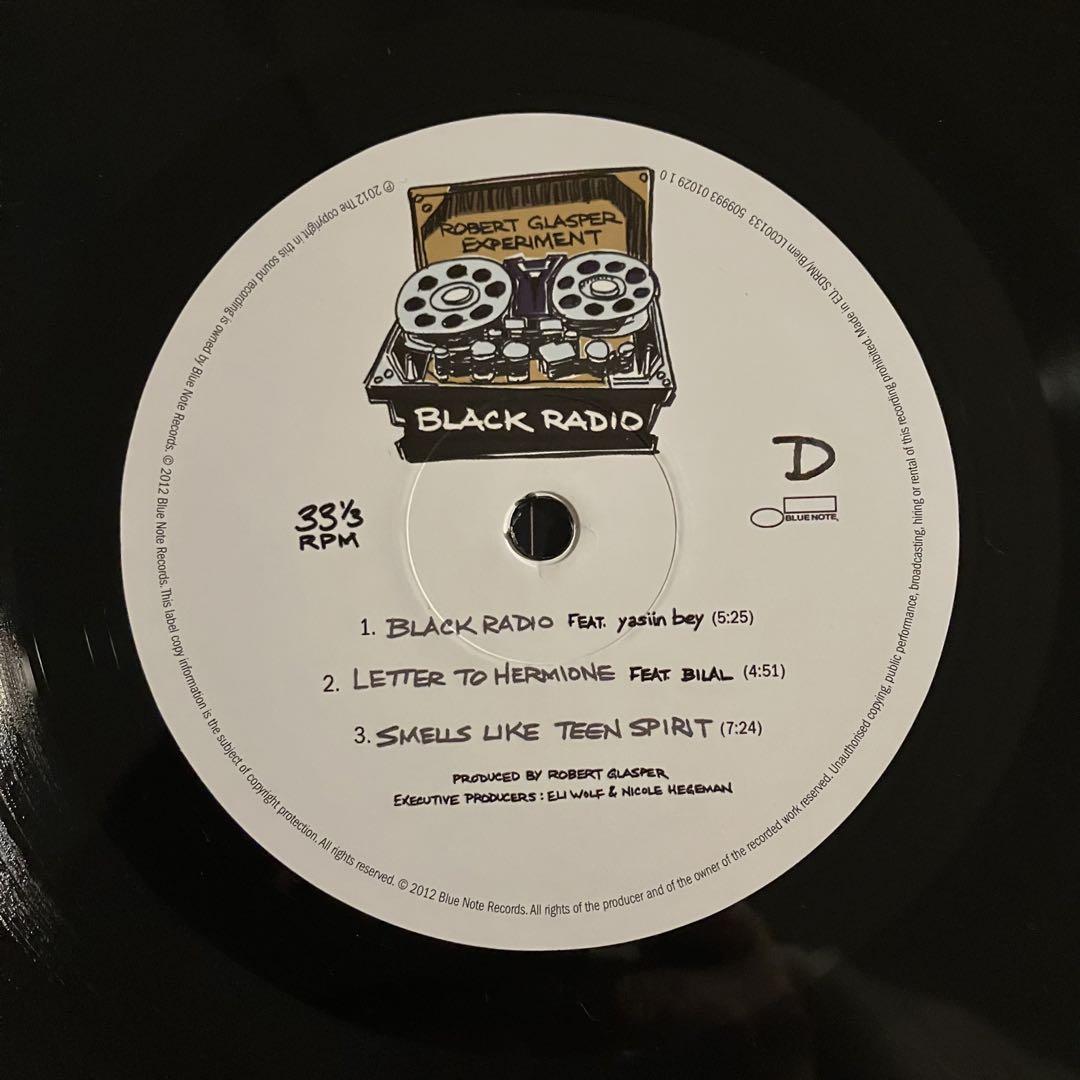 ROBERT GLASPER
EXPERIMENT
BLACK RADIO
D
BLUE NOTE
33⅓
RPM
1. BLACK RADIO FEAT. yasiin bey (5:25)
2. LETTER TO HERMIONE FEAT BILAL (4:51)
3. SMELLS LIKE TEEN SPIRIT (7:24)
PRODUCED BY ROBERT GLASPER
EXECUTIVE PRODUCERS: ELI WOLF & NICOLE HEGEMAN
℗ 2012 The copyright in this sound recording is owned by Blue Note Records. © 2012 Blue Note Records. This label copy information is the subject of copyright protection. All rights reserved. © 2012 Blue Note Records. All rights of the producer and of the owner of the recorded work reserved. Unauthorised copying, public performance, broadcasting, hiring or rental of this recording prohibited. Made in EU. SDRM/Biem LC00133 509993 01029 1 0